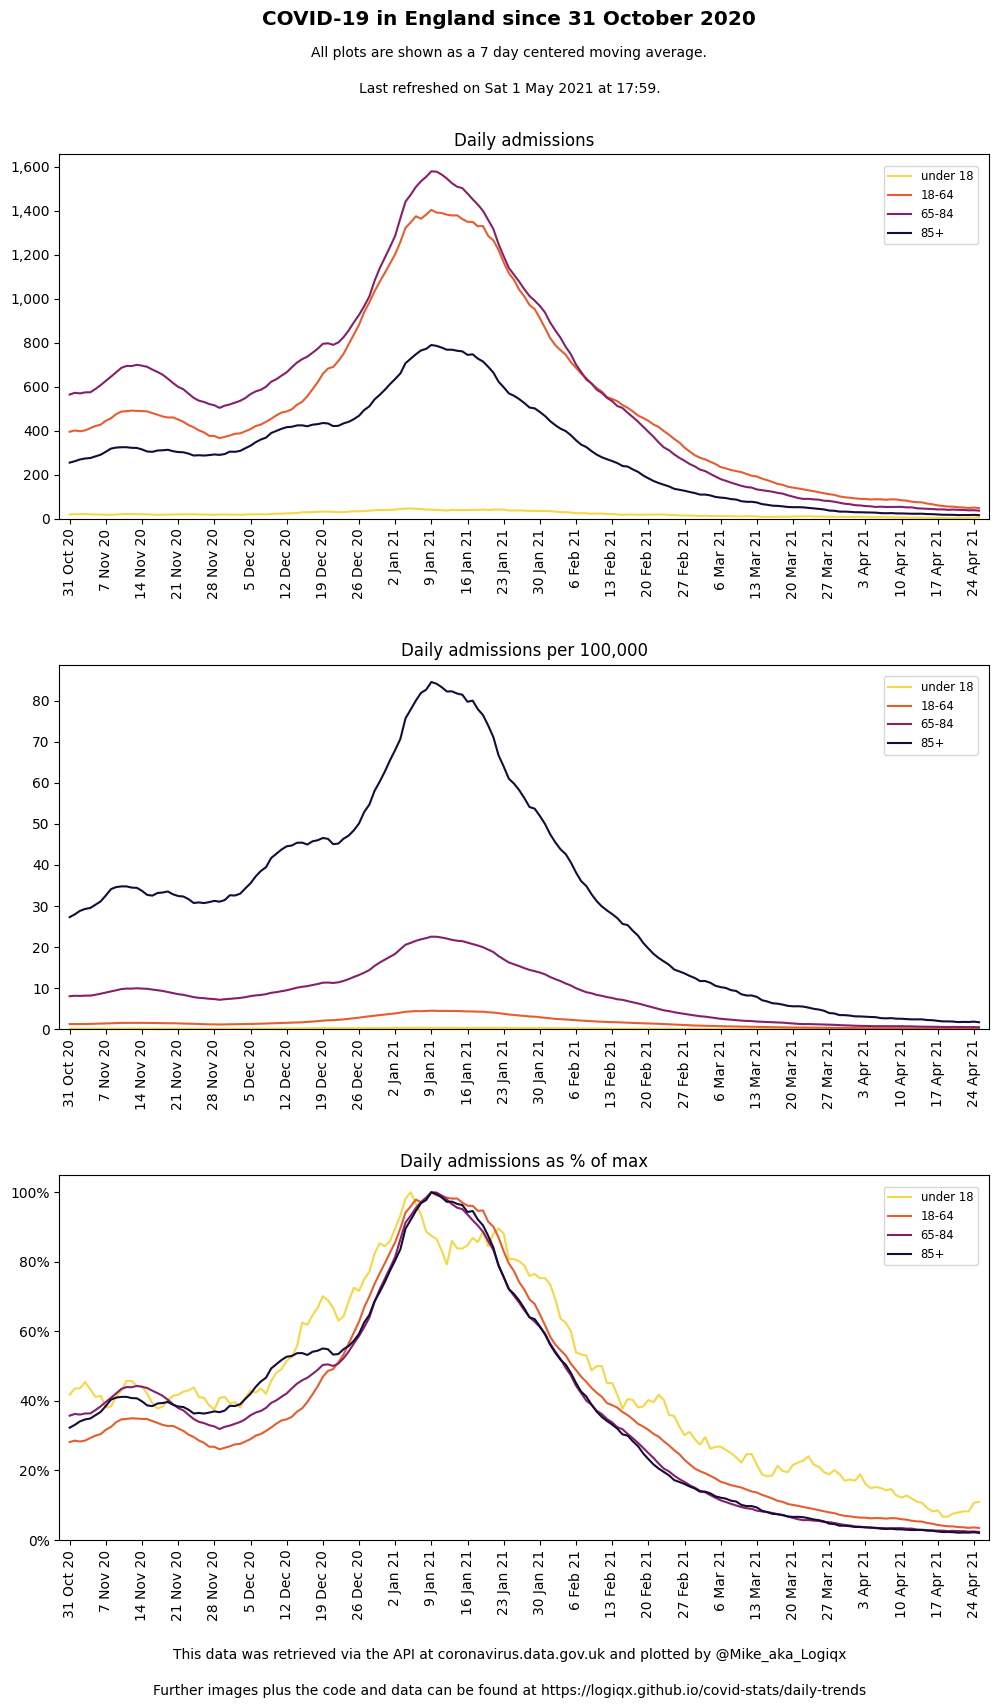 COVID-19 in England since 31 October 2020
All plots are shown as a 7 day centered moving average.
Last refreshed on Sat 1 May 2021 at 17:59.
Daily admissions
1,600
1,400
1,200
1,000
800
600
400
200
0
under 18
18-64
65-84
85+
31 Oct 20
7 Nov 20
14 Nov 20
21 Nov 20
28 Nov 20
5 Dec 20
12 Dec 20
19 Dec 20
26 Dec 20
2 Jan 21
9 Jan 21
16 Jan 21
23 Jan 21
30 Jan 21
6 Feb 21
13 Feb 21
20 Feb 21
27 Feb 21
6 Mar 21
13 Mar 21
20 Mar 21
27 Mar 21
3 Apr 21
10 Apr 21
17 Apr 21
24 Apr 21
Daily admissions per 100,000
80
70
60
50
40
30
20
10
0
under 18
18-64
65-84
85+
31 Oct 20
7 Nov 20
14 Nov 20
21 Nov 20
28 Nov 20
5 Dec 20
12 Dec 20
19 Dec 20
26 Dec 20
2 Jan 21
9 Jan 21
16 Jan 21
23 Jan 21
30 Jan 21
6 Feb 21
13 Feb 21
20 Feb 21
27 Feb 21
6 Mar 21
13 Mar 21
20 Mar 21
27 Mar 21
3 Apr 21
10 Apr 21
17 Apr 21
24 Apr 21
Daily admissions as % of max
100%
80%
60%
40%
20%
0%
under 18
18-64
65-84
85+
31 Oct 20
7 Nov 20
14 Nov 20
21 Nov 20
28 Nov 20
5 Dec 20
12 Dec 20
19 Dec 20
26 Dec 20
2 Jan 21
9 Jan 21
16 Jan 21
23 Jan 21
30 Jan 21
6 Feb 21
13 Feb 21
20 Feb 21
27 Feb 21
6 Mar 21
13 Mar 21
20 Mar 21
27 Mar 21
3 Apr 21
10 Apr 21
17 Apr 21
24 Apr 21
This data was retrieved via the API at coronavirus.data.gov.uk and plotted by @Mike_aka_Logiqx
Further images plus the code and data can be found at https://logiqx.github.io/covid-stats/daily-trends